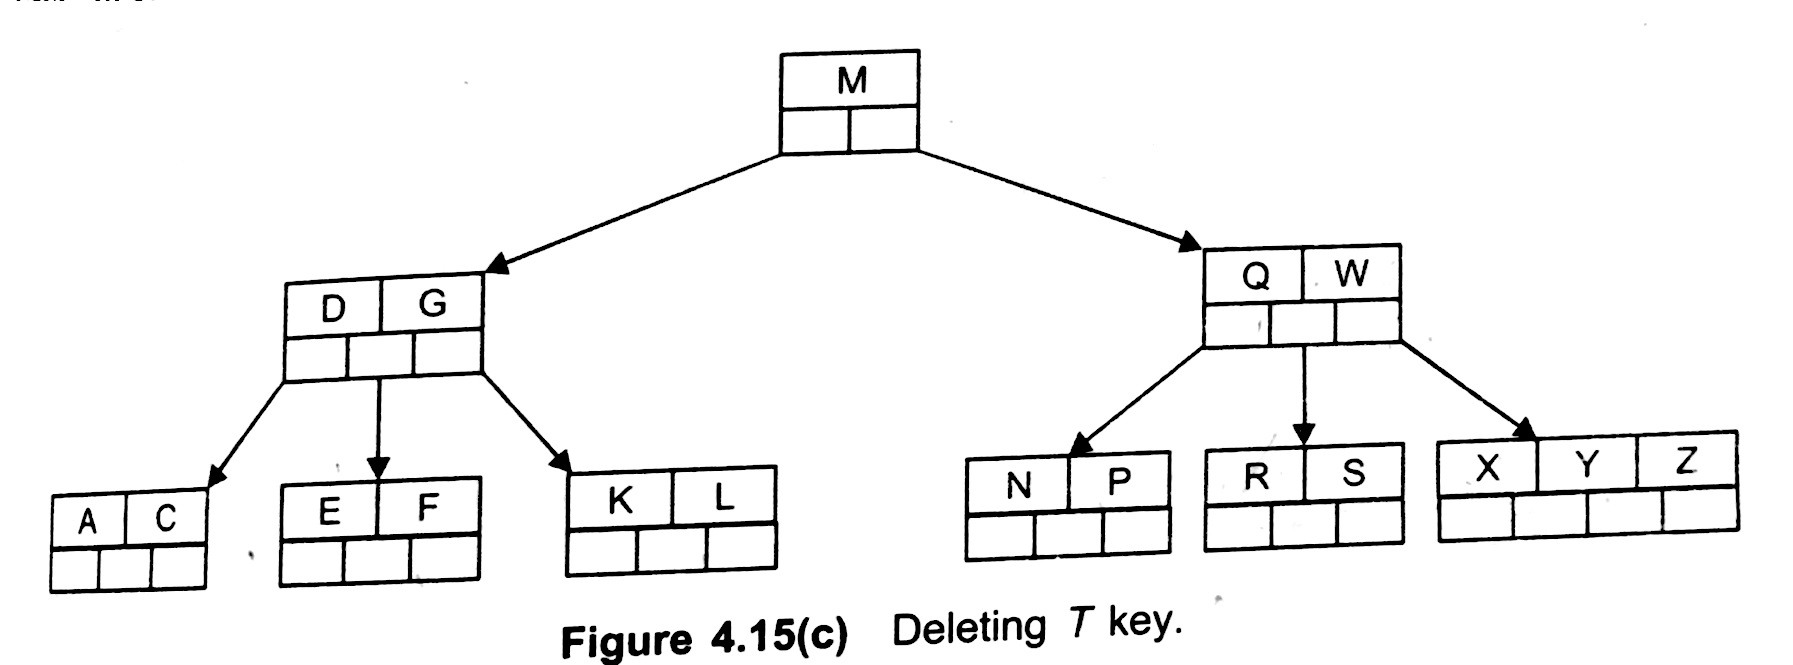 M
D G
Q W
A C
E F
K L
N P
R S
X Y Z
Figure 4.15(c) Deleting T key.